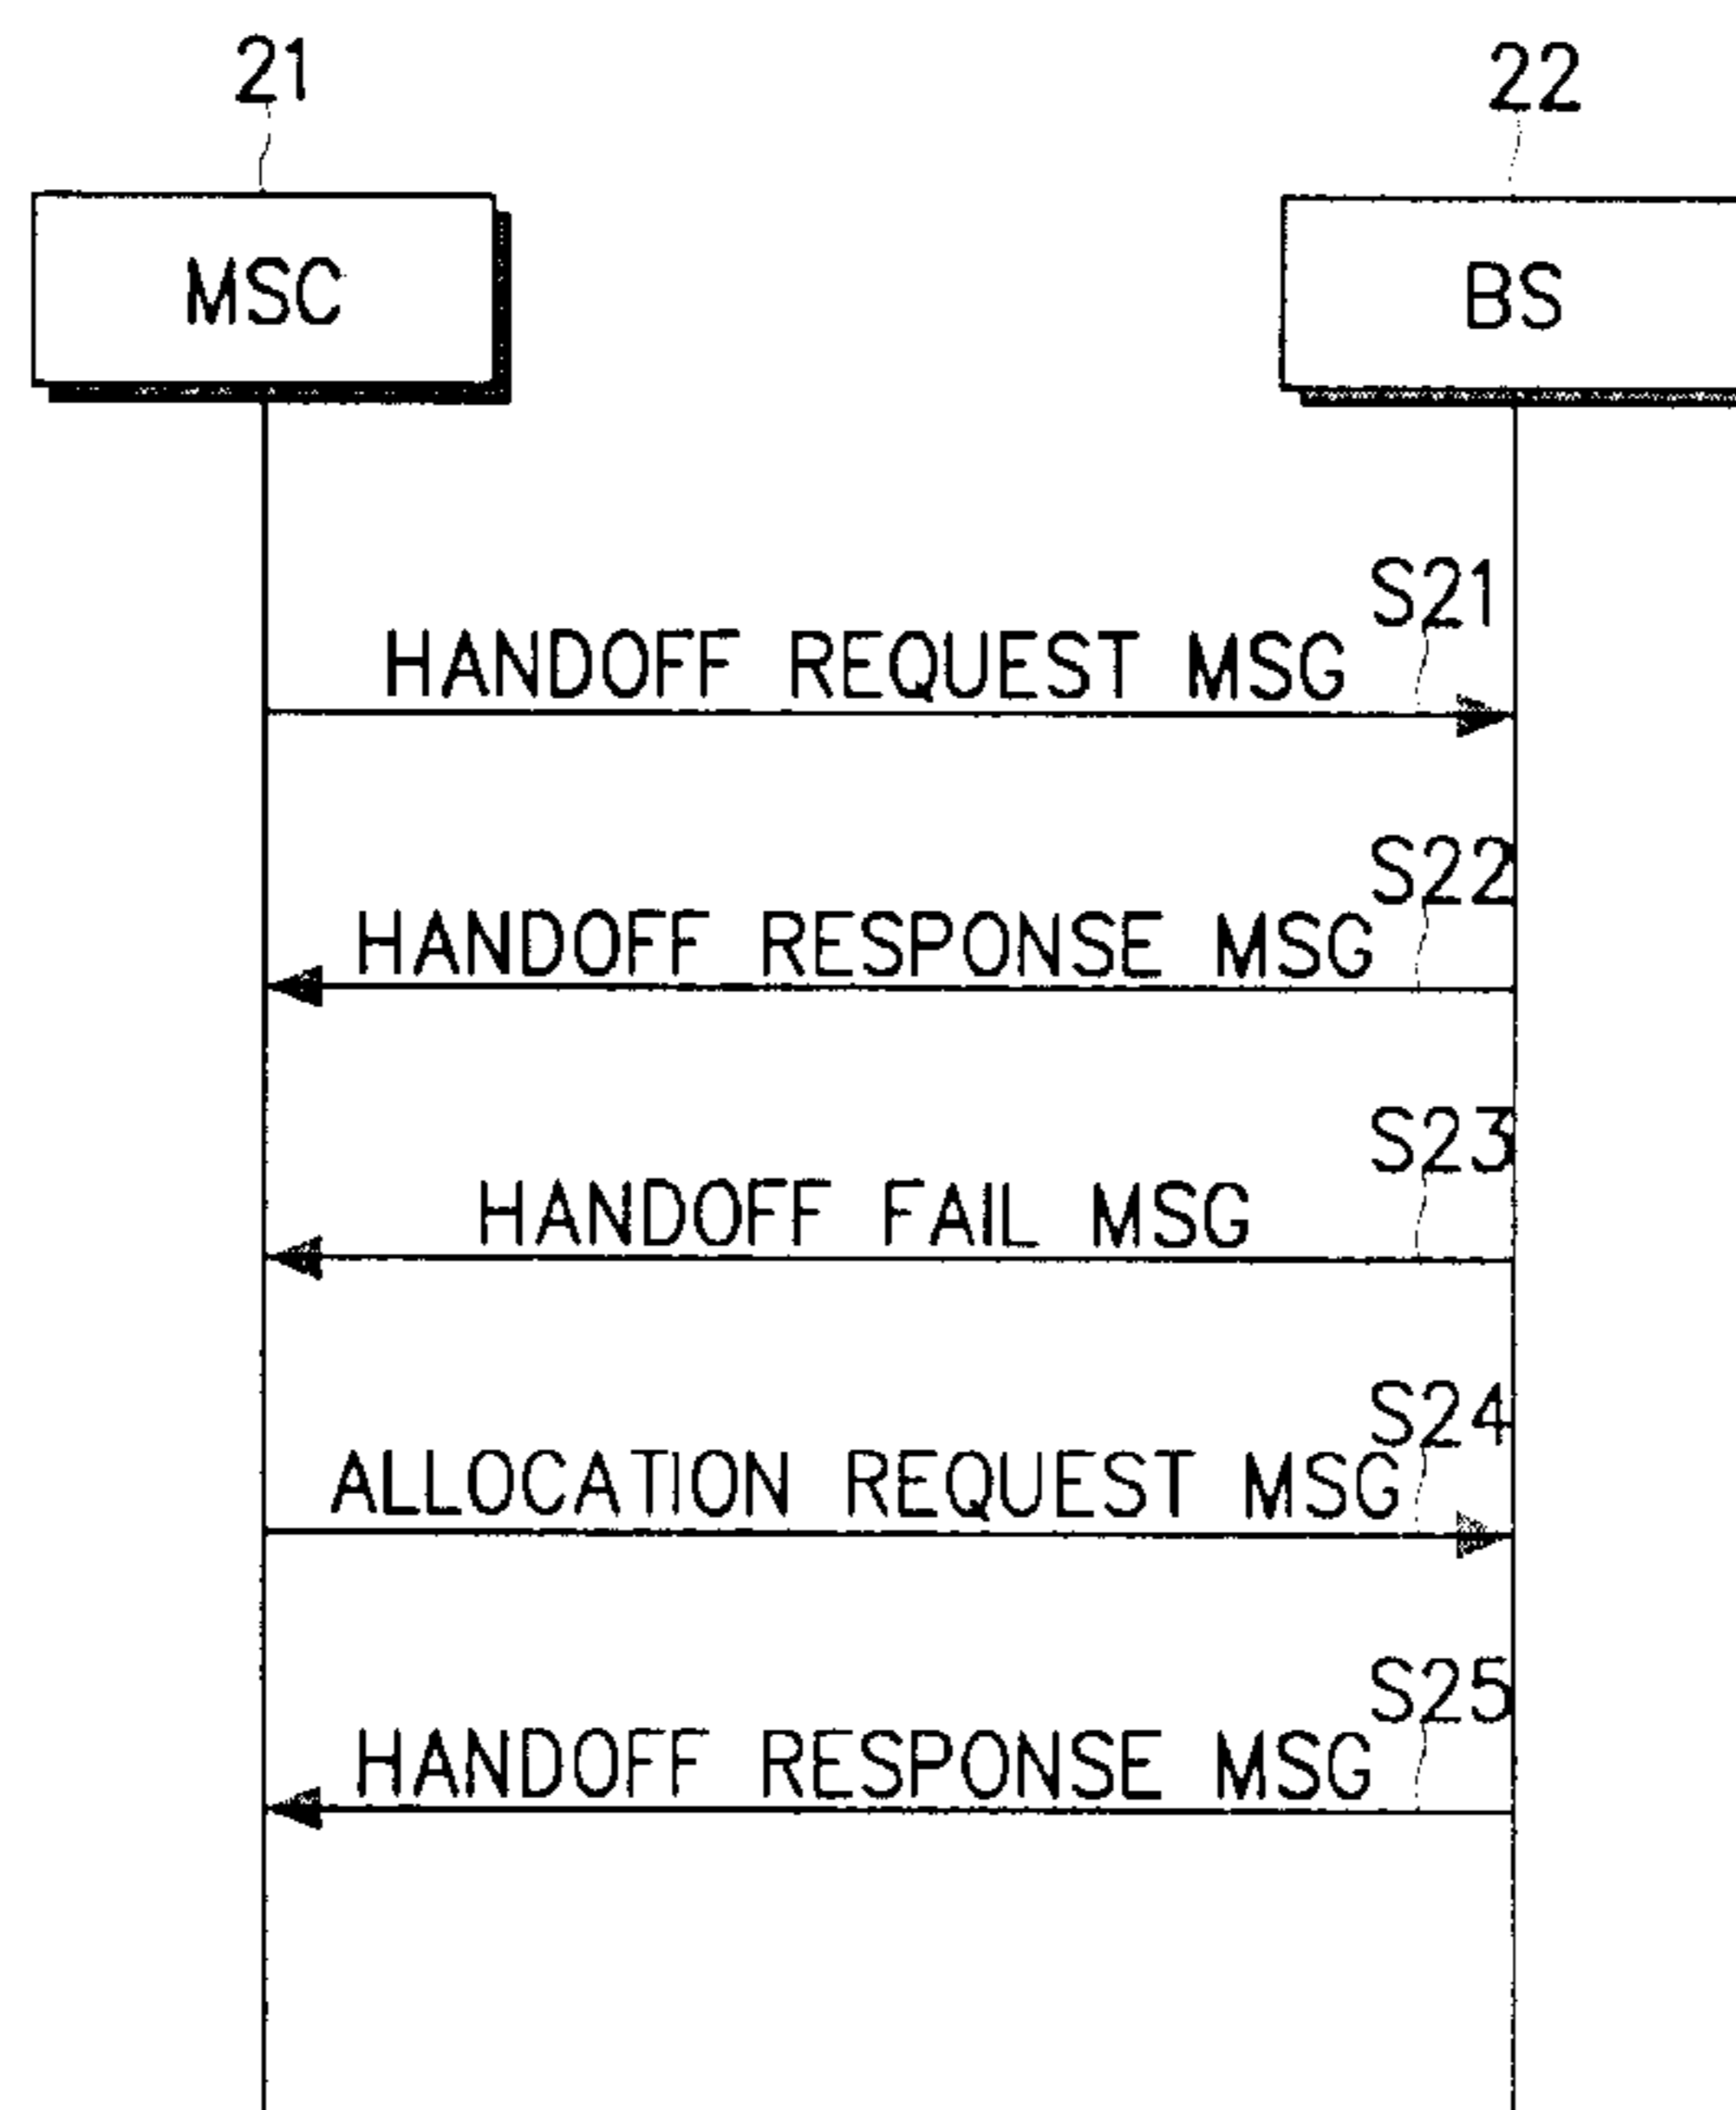 21
22
MSC
BS
S21
HANDOFF REQUEST MSG
S22
HANDOFF RESPONSE MSG
S23
HANDOFF FAIL MSG
S24
ALLOCATION REQUEST MSG
S25
HANDOFF RESPONSE MSG